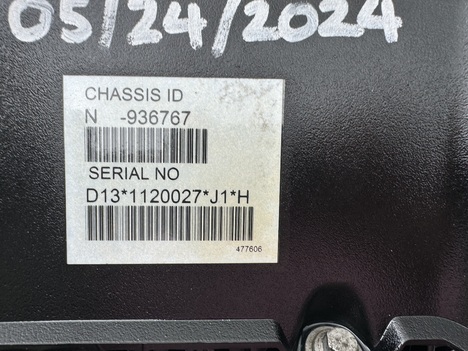 05/24/2024
CHASSIS ID
N -936767
SERIAL NO
D13*1120027*J1*H
477606